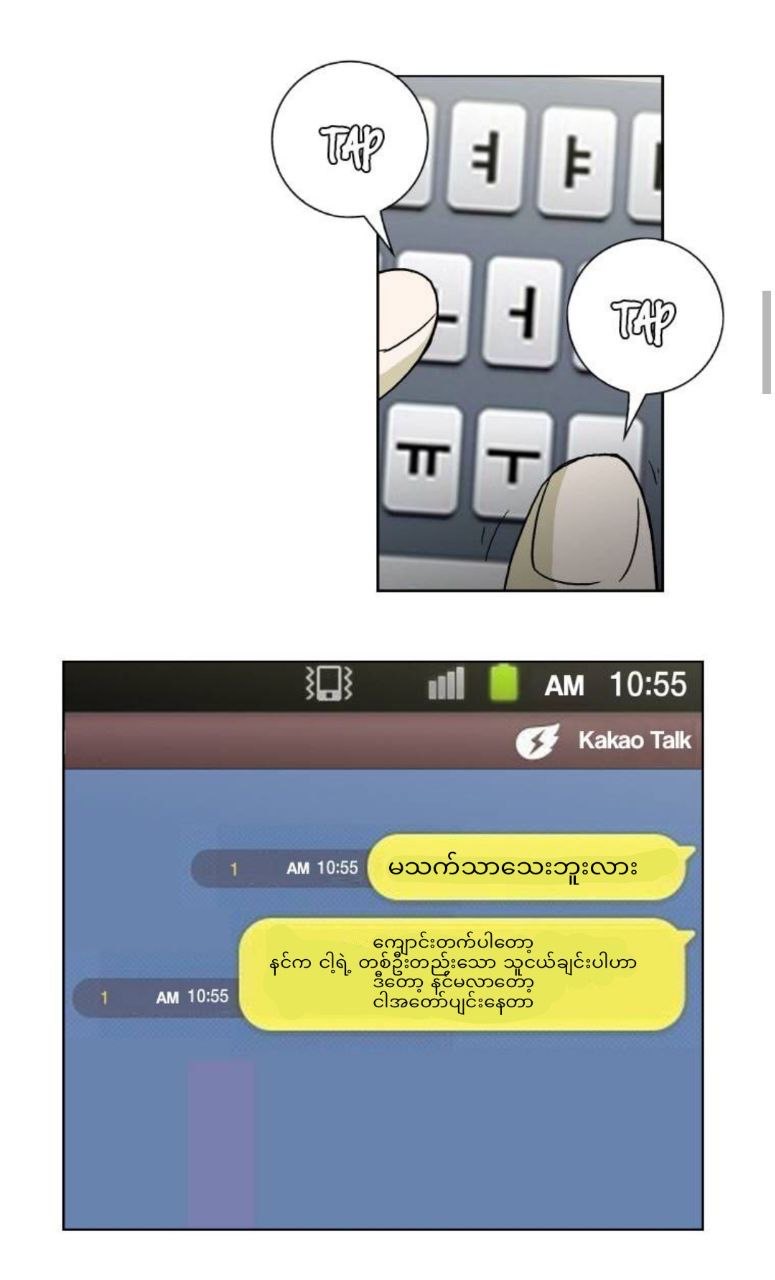 TAP
ㅕ ㅑ
TAP
ㅡ ㅓ
ㅠ ㅜ
AM 10:55
Kakao Talk
1 AM 10:55 မသက်သာသေးဘူးလား
ကျောင်းတက်ပါတော့
နင်က ငါ့ရဲ့ တစ်ဦးတည်းသော သူငယ်ချင်းပါဟာ
ဒီတော့ နင်မလာတော့
ငါအတော်ပျင်းနေတာ
1 AM 10:55